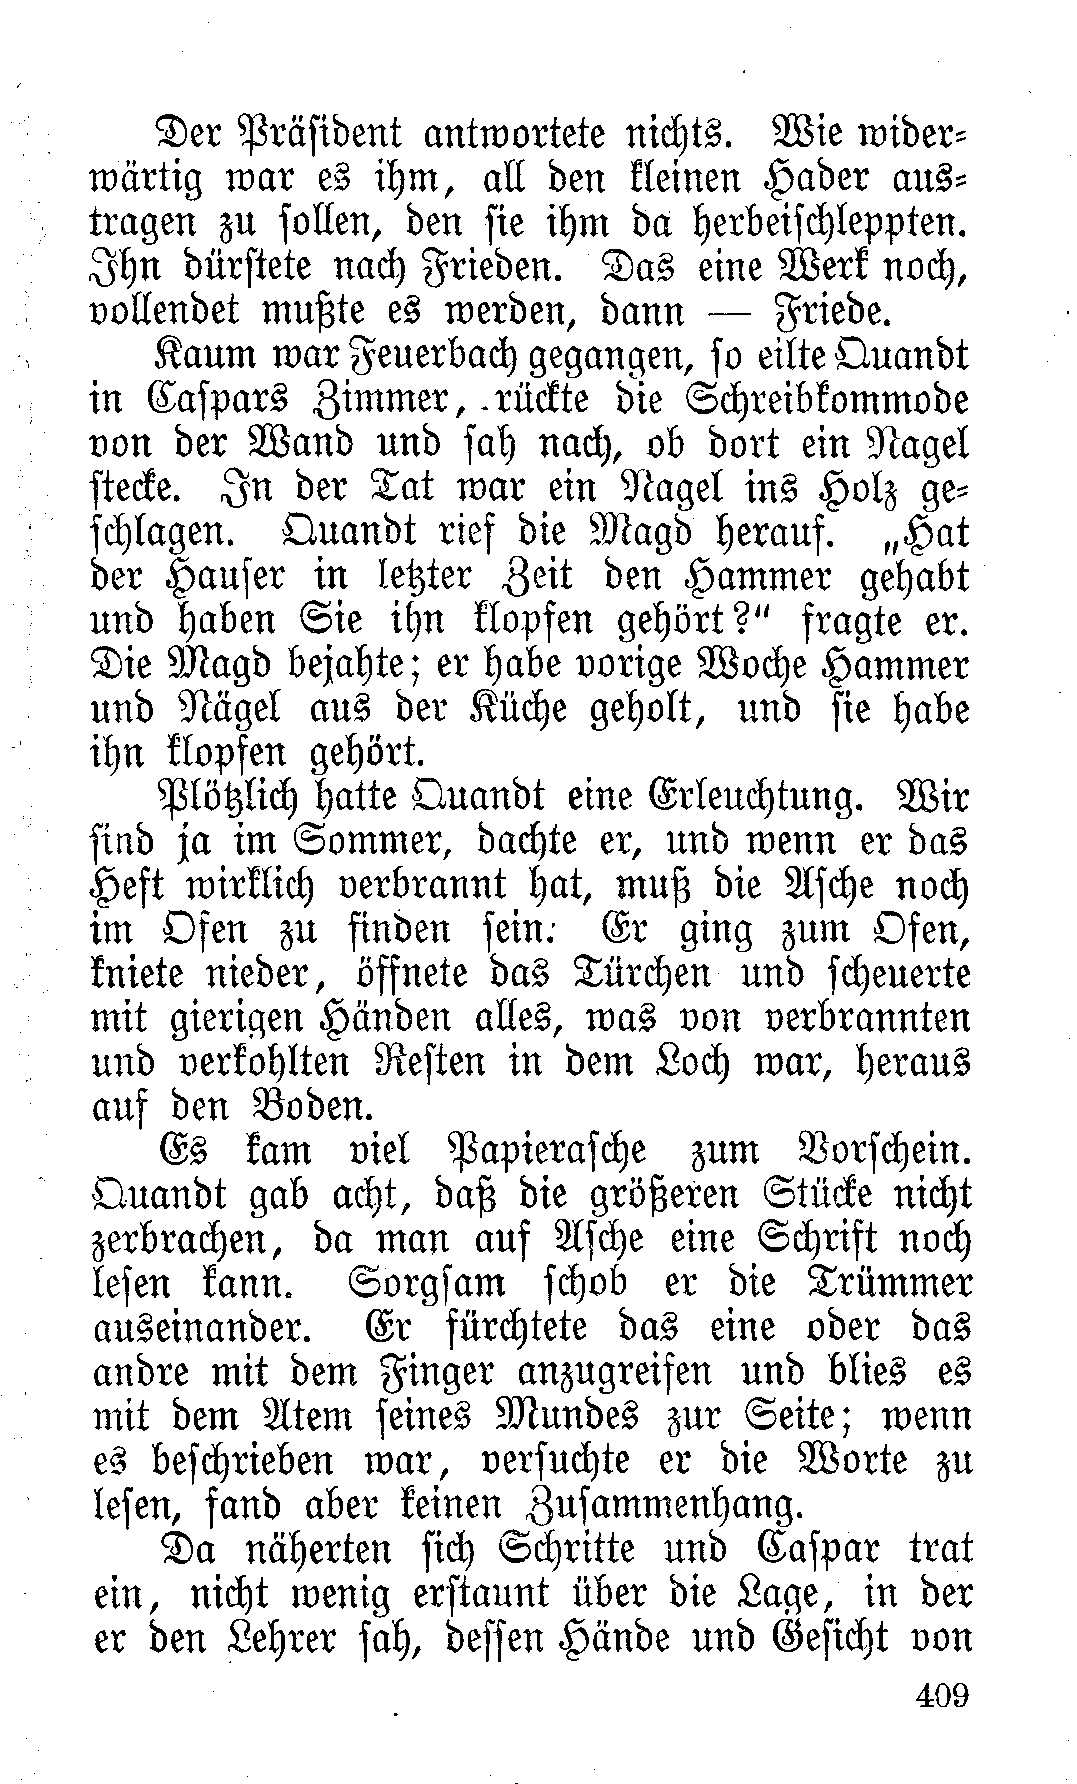 Der Präsident antwortete nichts. Wie wider-
wärtig war es ihm, all den kleinen Hader aus-
tragen zu sollen, den sie ihm da herbeischleppten.
Ihn dürstete nach Frieden. Das eine Werk noch,
vollendet mußte es werden, dann — Friede.
Kaum war Feuerbach gegangen, so eilte Quandt
in Caspars Zimmer, rückte die Schreibkommode
von der Wand und sah nach, ob dort ein Nagel
stecke. In der Tat war ein Nagel ins Holz ge-
schlagen. Quandt rief die Magd herauf. „Hat
der Hauser in letzter Zeit den Hammer gehabt
und haben Sie ihn klopfen gehört?" fragte er.
Die Magd bejahte; er habe vorige Woche Hammer
und Nägel aus der Küche geholt, und sie habe
ihn klopfen gehört.
Plötzlich hatte Quandt eine Erleuchtung. Wir
sind ja im Sommer, dachte er, und wenn er das
Heft wirklich verbrannt hat, muß die Asche noch
im Ofen zu finden sein. Er ging zum Ofen,
kniete nieder, öffnete das Türchen und scheuerte
mit gierigen Händen alles, was von verbrannten
und verkohlten Resten in dem Loch war, heraus
auf den Boden.
Es kam viel Papierasche zum Vorschein.
Quandt gab acht, daß die größeren Stücke nicht
zerbrachen, da man auf Asche eine Schrift noch
lesen kann. Sorgsam schob er die Trümmer
auseinander. Er fürchtete das eine oder das
andre mit dem Finger anzugreifen und blies es
mit dem Atem seines Mundes zur Seite; wenn
es beschrieben war, versuchte er die Worte zu
lesen, fand aber keinen Zusammenhang.
Da näherten sich Schritte und Caspar trat
ein, nicht wenig erstaunt über die Lage, in der
er den Lehrer sah, dessen Hände und Gesicht von
409